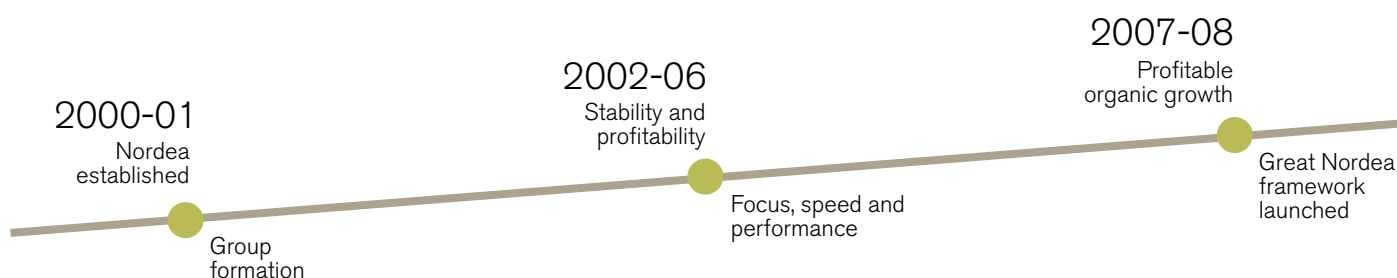 2000-01
Nordea
established
Group
formation
2002-06
Stability and
profitability
Focus, speed and
performance
2007-08
Profitable
organic growth
Great Nordea
framework
launched